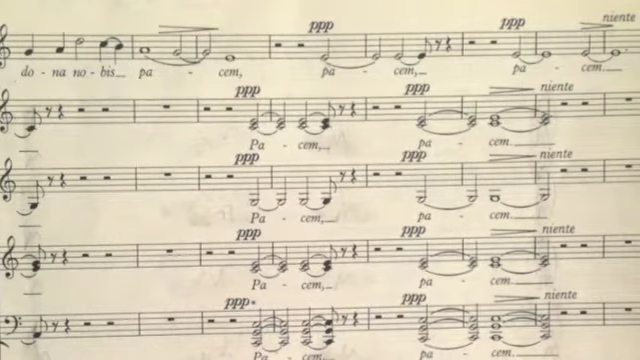 ppp ppp niente
do - na no - bis pa - cem, pa - cem, pa - cem.
ppp ppp niente
Pa - cem, pa - cem.
ppp ppp niente
Pa - cem, pa - cem.
ppp ppp niente
Pa - cem, pa - cem.
ppp* ppp niente
Pa - cem, pa - cem.